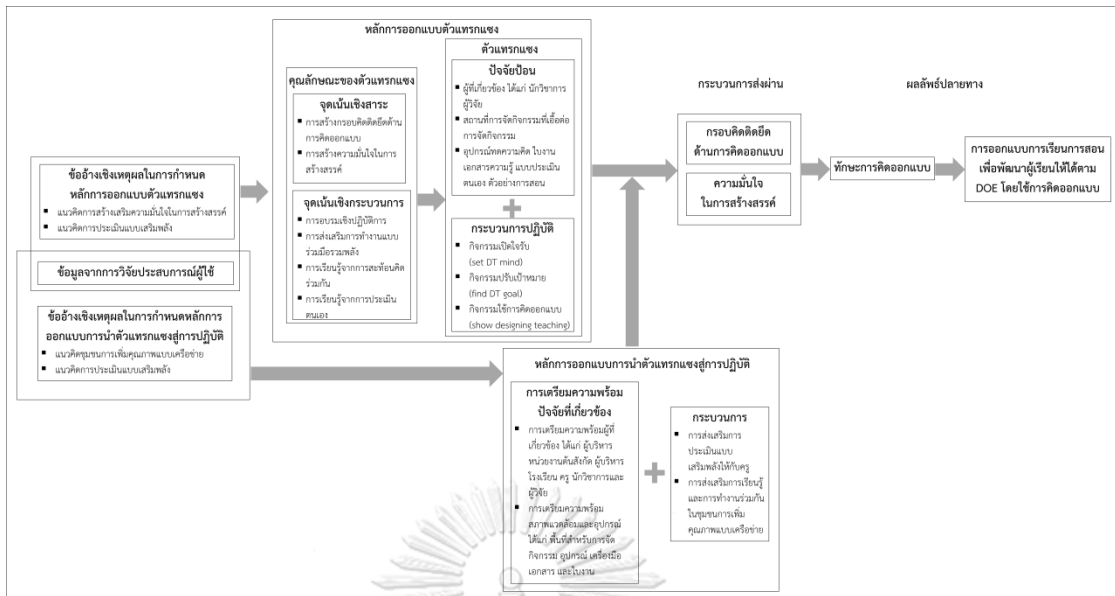 หลักการออกแบบตัวแทรกแซง
คุณลักษณะของตัวแทรกแซง
จุดเน้นเชิงสาระ
▪ การสร้างกรอบคิดติดยึดด้าน
การคิดออกแบบ
▪ การสร้างความมั่นใจในการ
สร้างสรรค์
จุดเน้นเชิงกระบวนการ
▪ การอบรมเชิงปฏิบัติการ
▪ การส่งเสริมการทำงานแบบ
ร่วมมือรวมพลัง
▪ การเรียนรู้จากการสะท้อนคิด
ร่วมกัน
▪ การเรียนรู้จากการประเมิน
ตนเอง
ตัวแทรกแซง
ปัจจัยป้อน
▪ ผู้ที่เกี่ยวข้อง ได้แก่ นักวิชาการ
ผู้วิจัย
▪ สถานที่การจัดกิจกรรมที่เอื้อต่อ
การจัดกิจกรรม
▪ อุปกรณ์ทดความคิด ใบงาน
เอกสารความรู้ แบบประเมิน
ตนเอง ตัวอย่างการสอน
+
กระบวนการปฏิบัติ
▪ กิจกรรมเปิดใจรับ
(set DT mind)
▪ กิจกรรมปรับเป้าหมาย
(find DT goal)
▪ กิจกรรมใช้การคิดออกแบบ
(show designing teaching)
ข้ออ้างเชิงเหตุผลในการกำหนด
หลักการออกแบบตัวแทรกแซง
▪ แนวคิดการสร้างเสริมความมั่นใจในการสร้างสรรค์
▪ แนวคิดการประเมินแบบเสริมพลัง
ข้อมูลจากการวิจัยประสบการณ์ผู้ใช้
ข้ออ้างเชิงเหตุผลในการกำหนดหลักการ
ออกแบบการนำตัวแทรกแซงสู่การปฏิบัติ
▪ แนวคิดชุมชนการเพิ่มคุณภาพแบบเครือข่าย
▪ แนวคิดการประเมินแบบเสริมพลัง
กระบวนการส่งผ่าน
กรอบคิดติดยึด
ด้านการคิดออกแบบ
ความมั่นใจ
ในการสร้างสรรค์
ทักษะการคิดออกแบบ
ผลลัพธ์ปลายทาง
การออกแบบการเรียนการสอน
เพื่อพัฒนาผู้เรียนให้ได้ตาม
DOE โดยใช้การคิดออกแบบ
หลักการออกแบบการนำตัวแทรกแซงสู่การปฏิบัติ
การเตรียมความพร้อม
ปัจจัยที่เกี่ยวข้อง
▪ การเตรียมความพร้อมผู้ที่
เกี่ยวข้อง ได้แก่ ผู้บริหาร
หน่วยงานต้นสังกัด ผู้บริหาร
โรงเรียน ครู นักวิชาการและ
ผู้วิจัย
▪ การเตรียมความพร้อม
สภาพแวดล้อมและอุปกรณ์
ได้แก่ พื้นที่สำหรับการจัด
กิจกรรม อุปกรณ์ เครื่องมือ
เอกสาร และใบงาน
+
กระบวนการ
▪ การส่งเสริมการ
ประเมินแบบ
เสริมพลังให้กับครู
▪ การส่งเสริมการเรียนรู้
และการทำงานร่วมกัน
ในชุมชนการเพิ่ม
คุณภาพแบบเครือข่าย